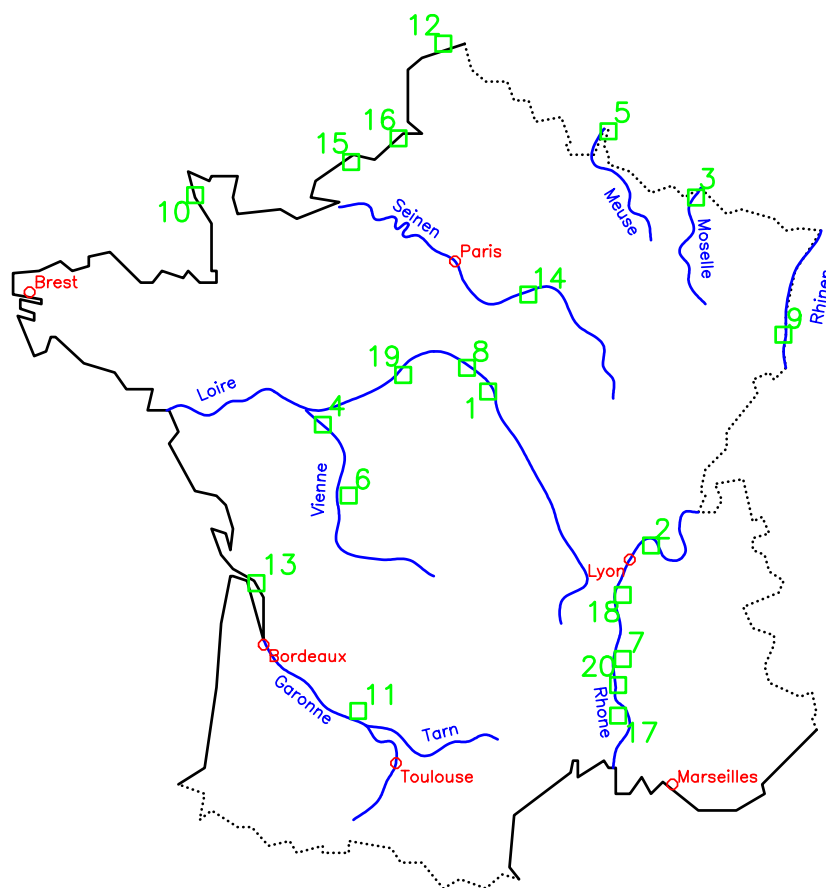 12
5
16
15
3
10
Seinen
Meuse
Moselle
Paris
Brest
14
Rhinen
9
8
19
1
Loire
4
6
Vienne
2
Lyon
13
18
Bordeaux
7
20
11
Garonne
Rhone
17
Tarn
Toulouse
Marseilles